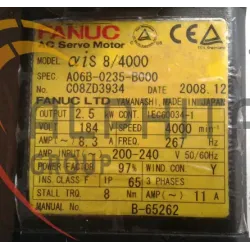 FANUC
AC Servo Motor
MODEL αiS 8/4000
SPEC. A06B-0235-B000
No. C08ZD3934 DATE 2008.12
FANUC LTD YAMANASHI, MADE IN JAPAN
OUTPUT 2.5 kW CONT. IEC60034-1
VOLT(~) 184 V SPEED 4000 min-1
AMP(~) 8.3 A FREQ. 267 Hz
AMP. INPUT 200-240 V 50/60Hz
POWER FACTOR 97% WIND. Y
INS. CLASS F IP 65 3 PHASES
STALL TRQ. 8 Nm AMP(~) 11 A
MANUAL No. B-65262